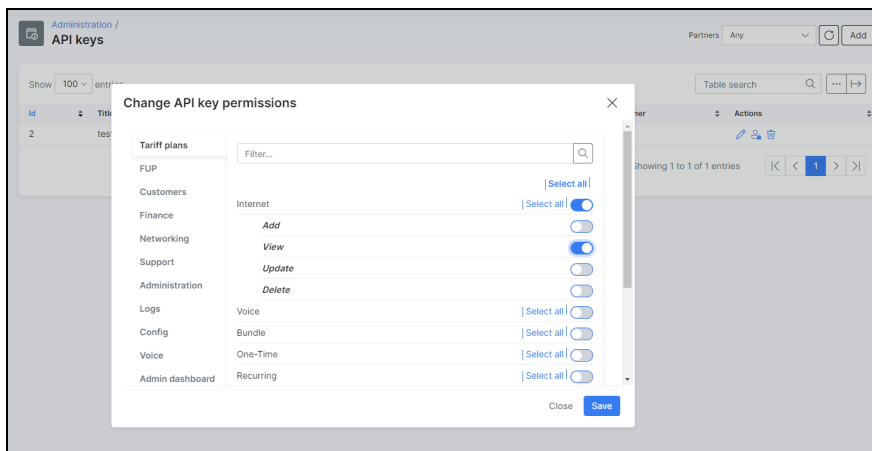 Administration /
API keys
Partners Any Add
Show 100 entries
Table search
Id Title Actions
2 test
Showing 1 to 1 of 1 entries 1
Change API key permissions
Tariff plans
FUP
Customers
Finance
Networking
Support
Administration
Logs
Config
Voice
Admin dashboard
Filter...
Select all
Internet Select all
Add
View
Update
Delete
Voice Select all
Bundle Select all
One-Time Select all
Recurring Select all
Close Save